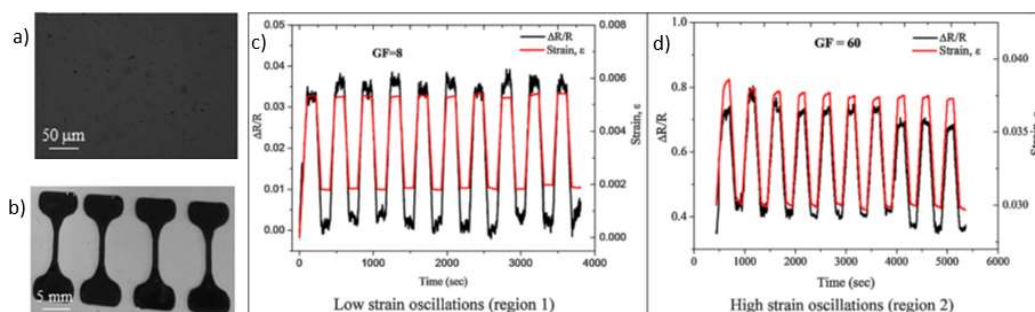 a)
50 μm
b)
5 mm
c)
GF=8
ΔR/R
Strain, ε
0.05
0.04
0.03
0.02
0.01
0.00
ΔR/R
0.008
0.006
0.004
0.002
0.000
Strain, ε
0 1000 2000 3000 4000
Time (sec)
Low strain oscillations (region 1)
d)
GF = 60
ΔR/R
Strain, ε
1.0
0.8
0.6
0.4
ΔR/R
0.040
0.035
0.030
Strain, ε
0 1000 2000 3000 4000 5000 6000
Time (sec)
High strain oscillations (region 2)